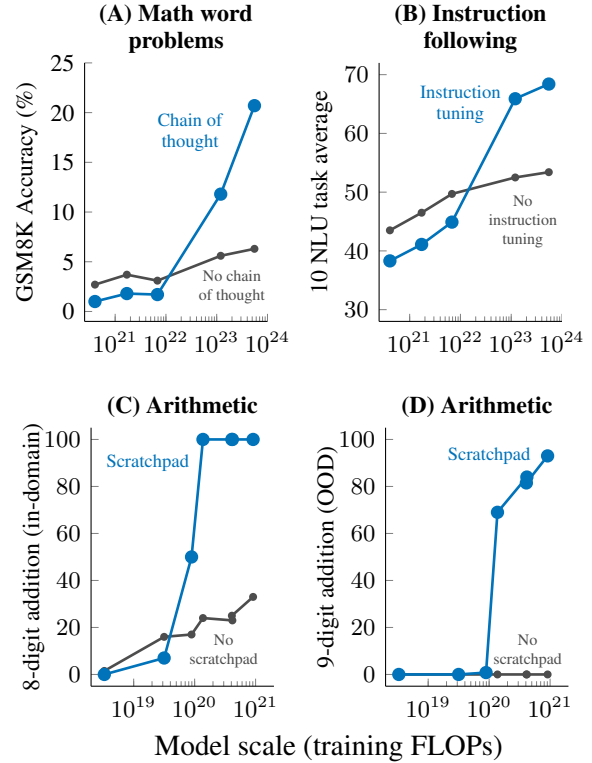 (A) Math word
problems
GSM8K Accuracy (%)
25
20
15
10
5
0
Chain of
thought
No chain
of thought
10^21
10^22
10^23
10^24
(B) Instruction
following
10 NLU task average
70
60
50
40
30
Instruction
tuning
No
instruction
tuning
10^21
10^22
10^23
10^24
(C) Arithmetic
8-digit addition (in-domain)
100
80
60
40
20
0
Scratchpad
No
scratchpad
10^19
10^20
10^21
(D) Arithmetic
9-digit addition (OOD)
100
80
60
40
20
0
Scratchpad
No
scratchpad
10^19
10^20
10^21
Model scale (training FLOPs)